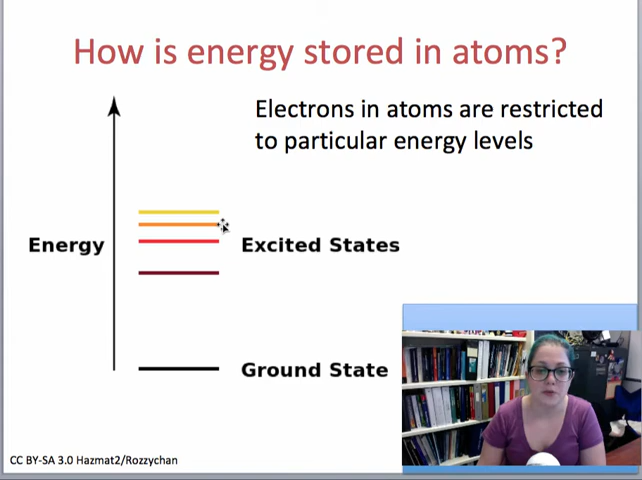 How is energy stored in atoms?
Electrons in atoms are restricted
to particular energy levels
Energy
Excited States
Ground State
CC BY-SA 3.0 Hazmat2/Rozzychan